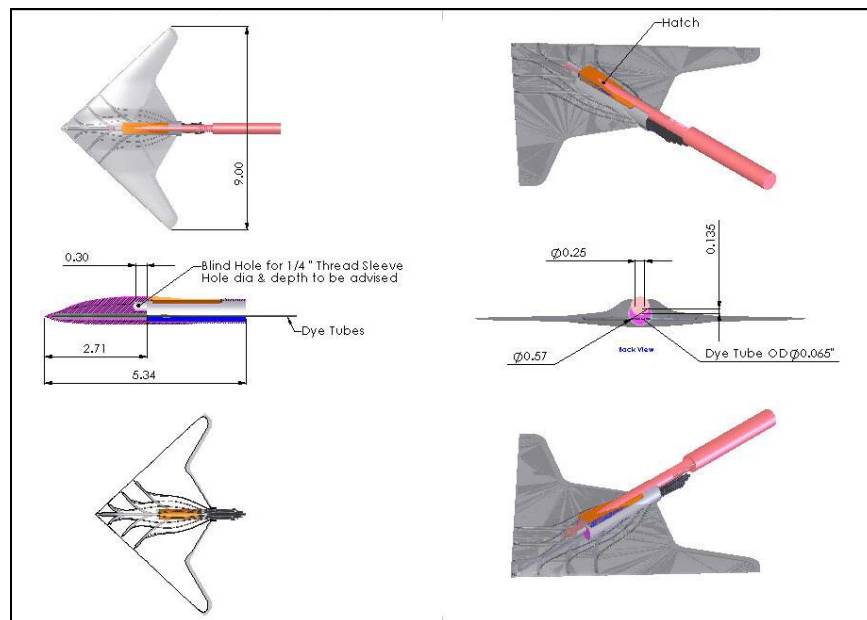 Hatch
9.00
0.30
Blind Hole for 1/4" Thread Sleeve
Hole dia & depth to be advised
Dye Tubes
2.71
5.34
Ø0.25
0.135
Ø0.57
Back View
Dye Tube OD Ø0.065"